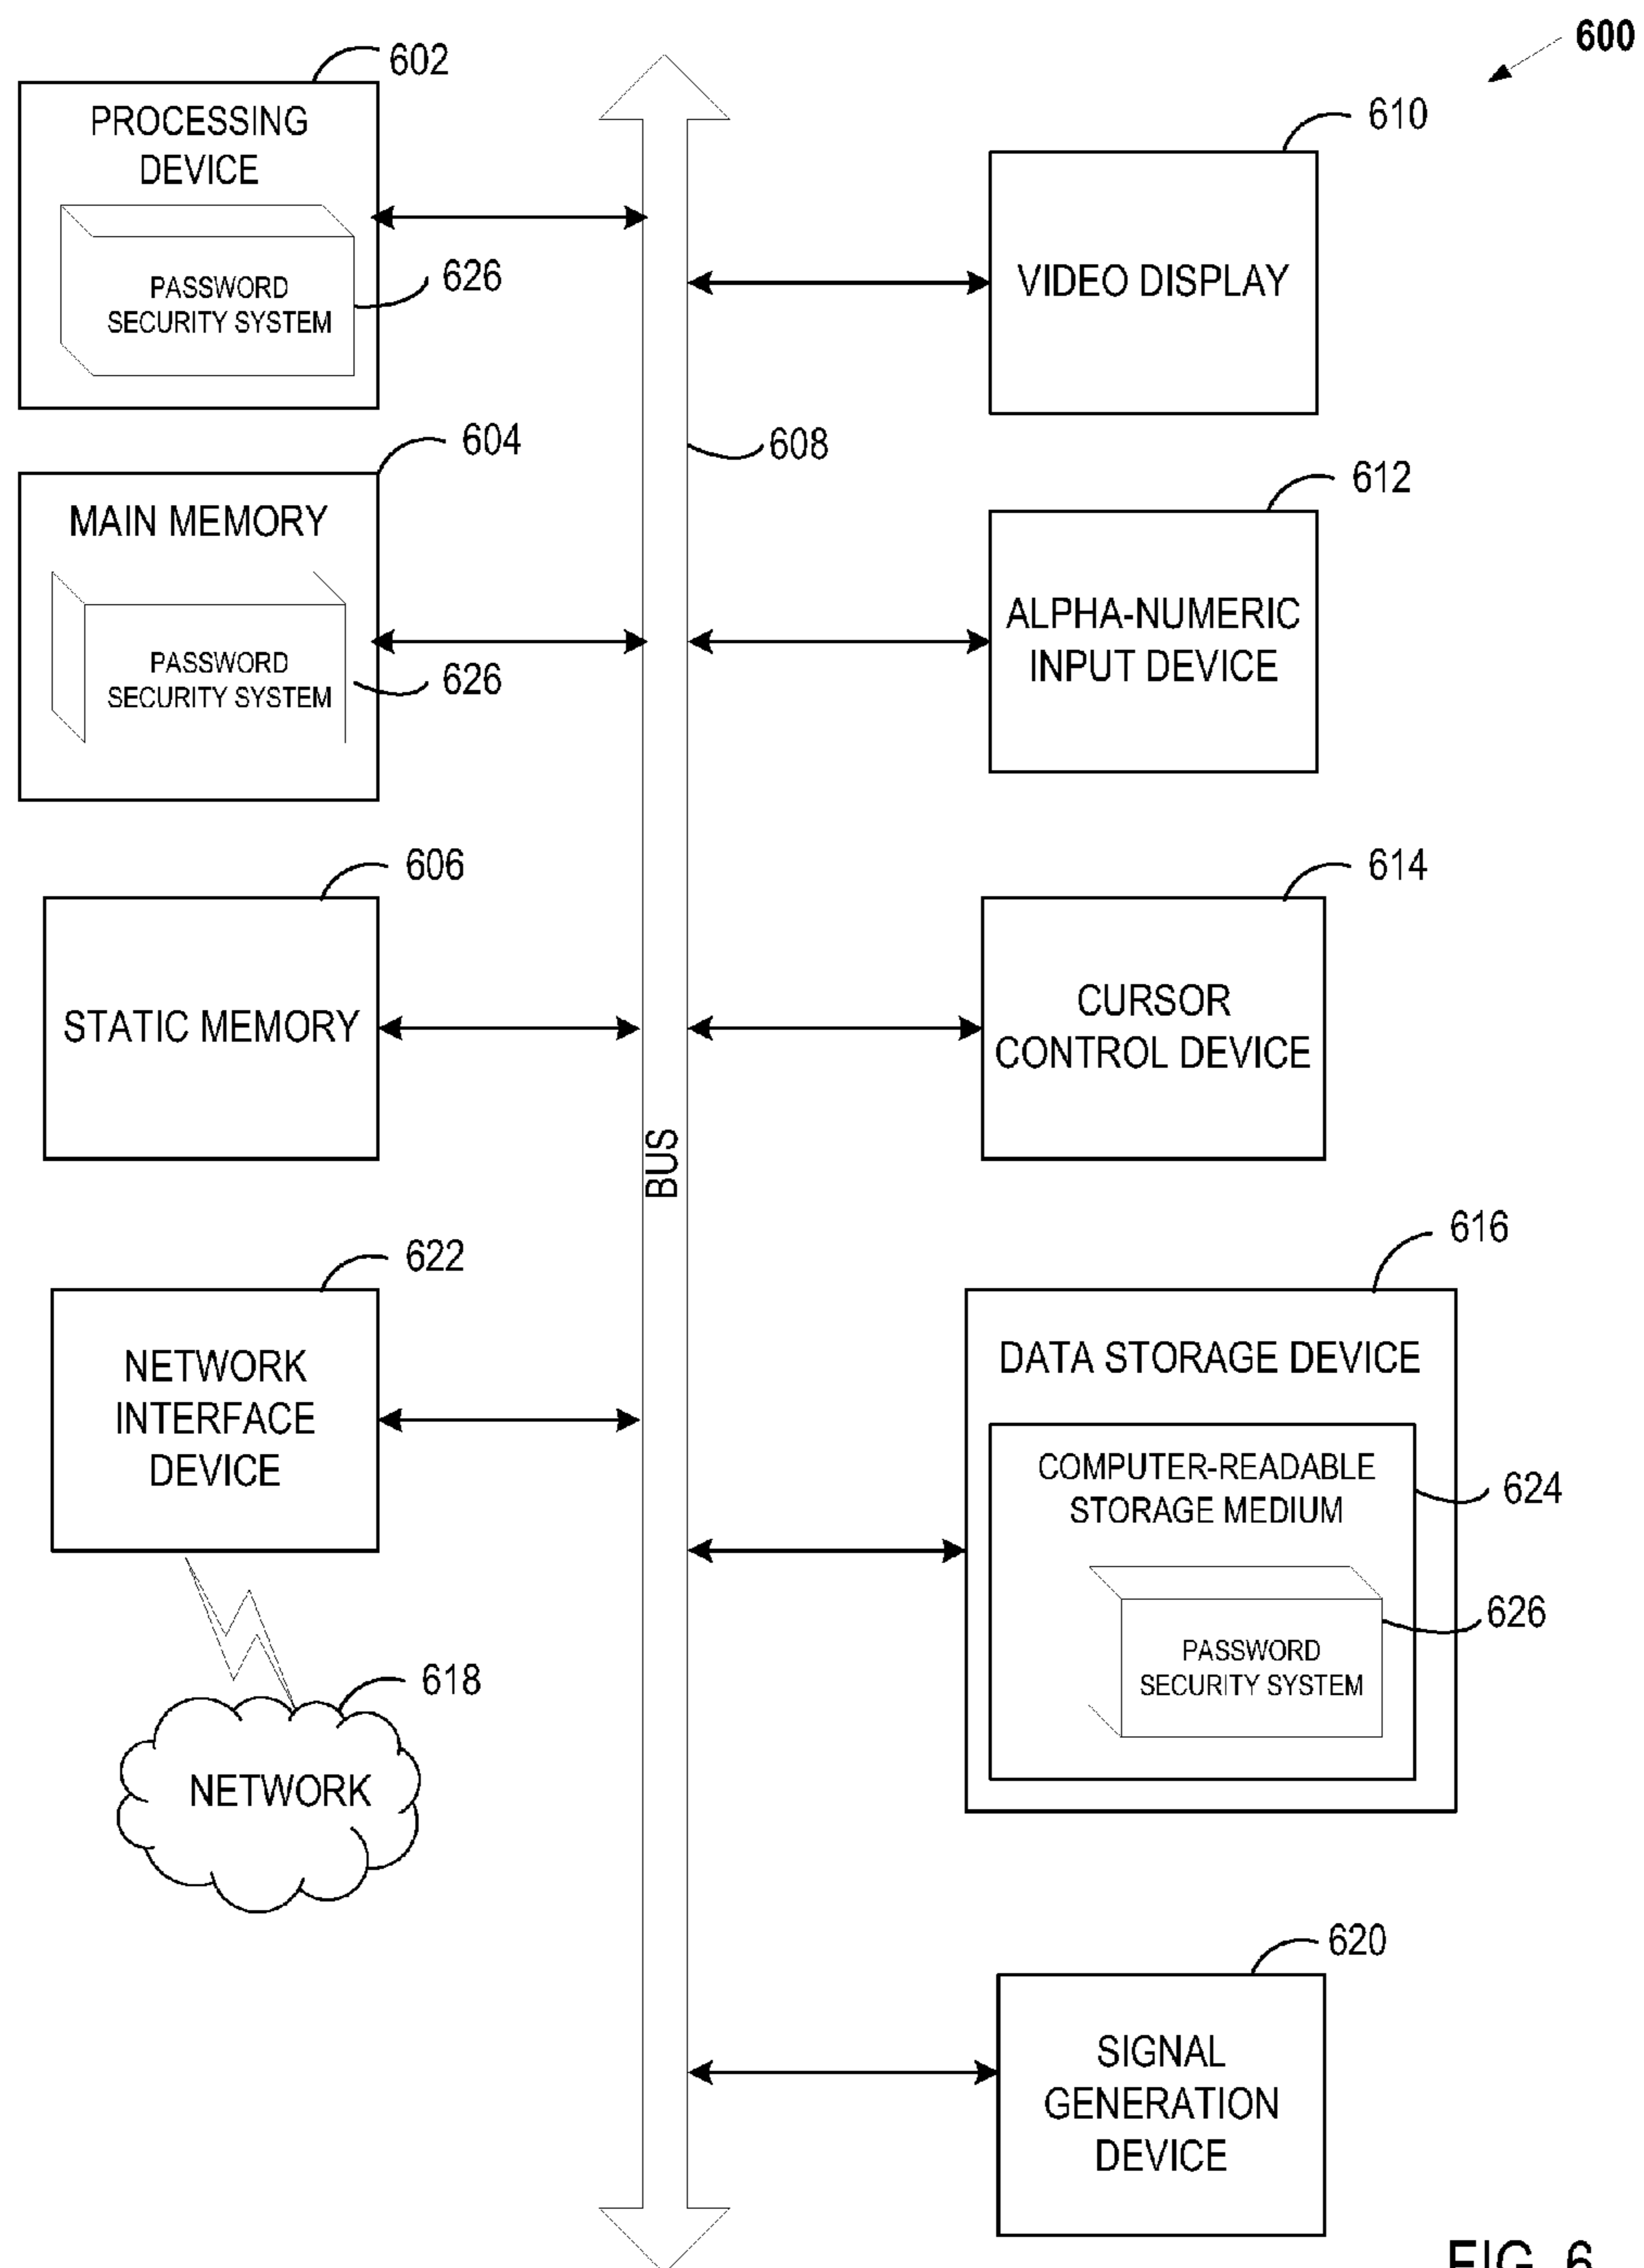 600
602
PROCESSING
DEVICE
PASSWORD
SECURITY SYSTEM
626
610
VIDEO DISPLAY
608
604
MAIN MEMORY
PASSWORD
SECURITY SYSTEM
626
612
ALPHA-NUMERIC
INPUT DEVICE
606
STATIC MEMORY
614
CURSOR
CONTROL DEVICE
BUS
622
NETWORK
INTERFACE
DEVICE
616
DATA STORAGE DEVICE
COMPUTER-READABLE
STORAGE MEDIUM
624
PASSWORD
SECURITY SYSTEM
626
618
NETWORK
620
SIGNAL
GENERATION
DEVICE
FIG. 6